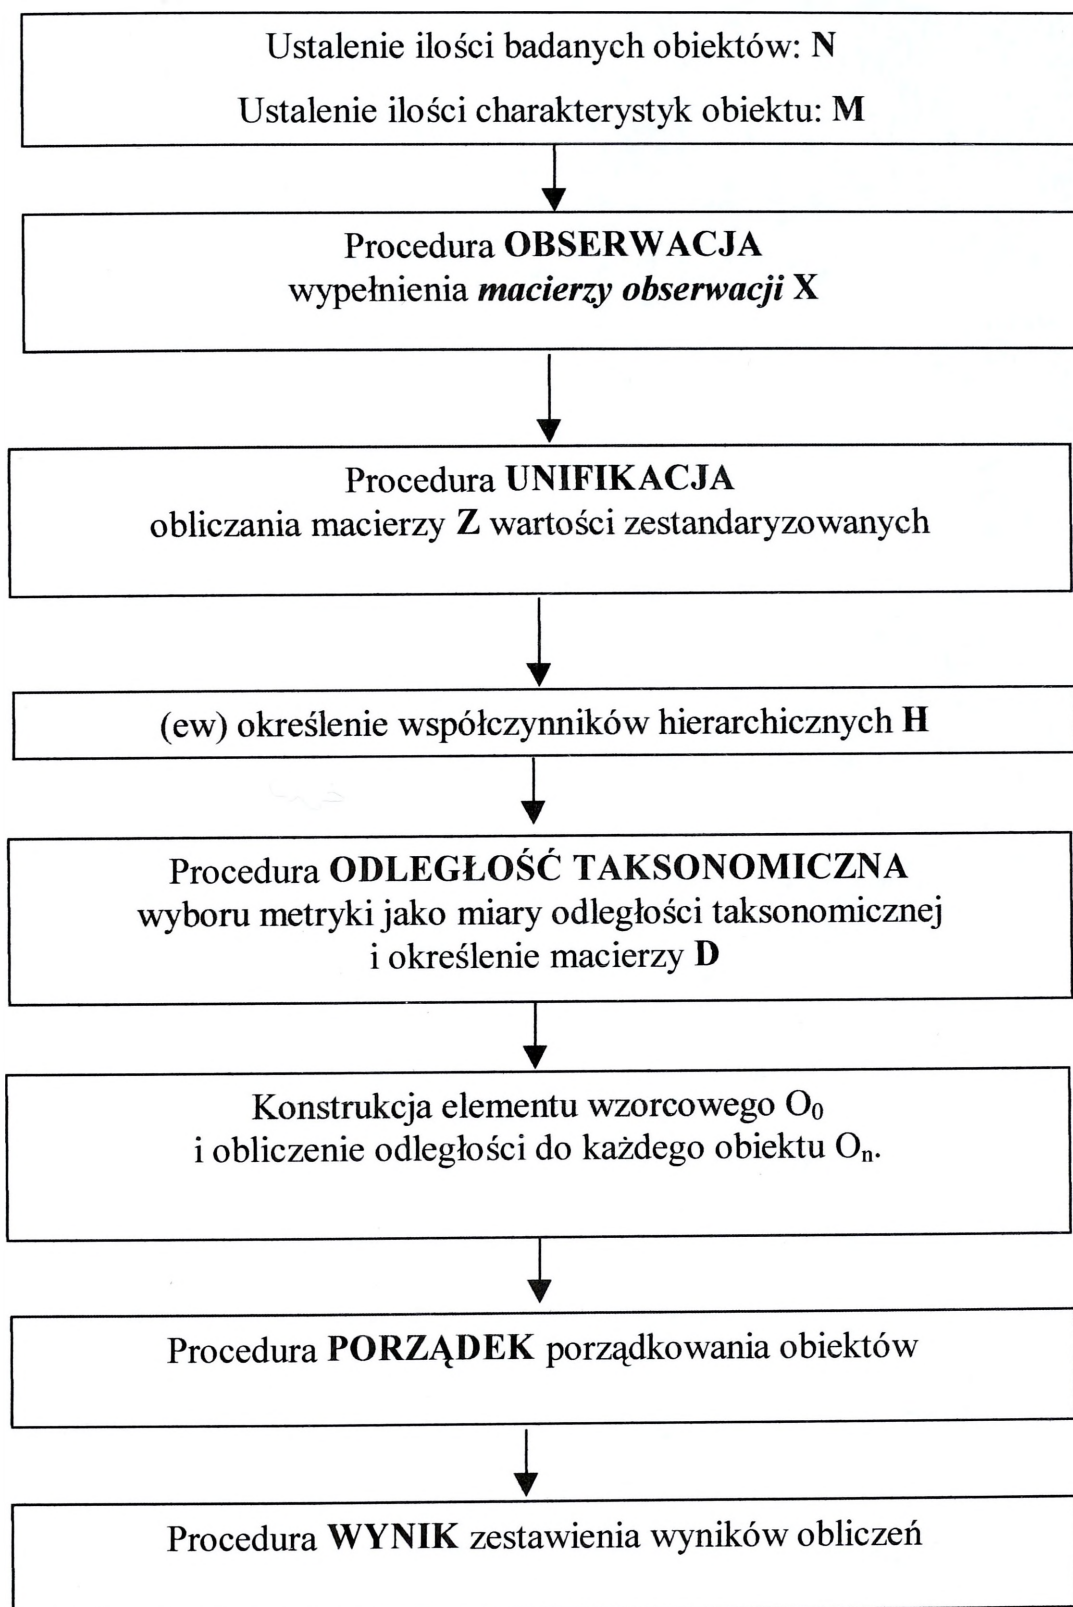 Ustalenie ilości badanych obiektów: N
Ustalenie ilości charakterystyk obiektu: M
Procedura OBSERWACJA
wypełnienia macierzy obserwacji X
Procedura UNIFIKACJA
obliczania macierzy Z wartości zestandaryzowanych
(ew) określenie współczynników hierarchicznych H
Procedura ODLEGŁOŚĆ TAKSONOMICZNA
wyboru metryki jako miary odległości taksonomicznej
i określenie macierzy D
Konstrukcja elementu wzorcowego O₀
i obliczenie odległości do każdego obiektu Oₙ.
Procedura PORZĄDEK porządkowania obiektów
Procedura WYNIK zestawienia wyników obliczeń